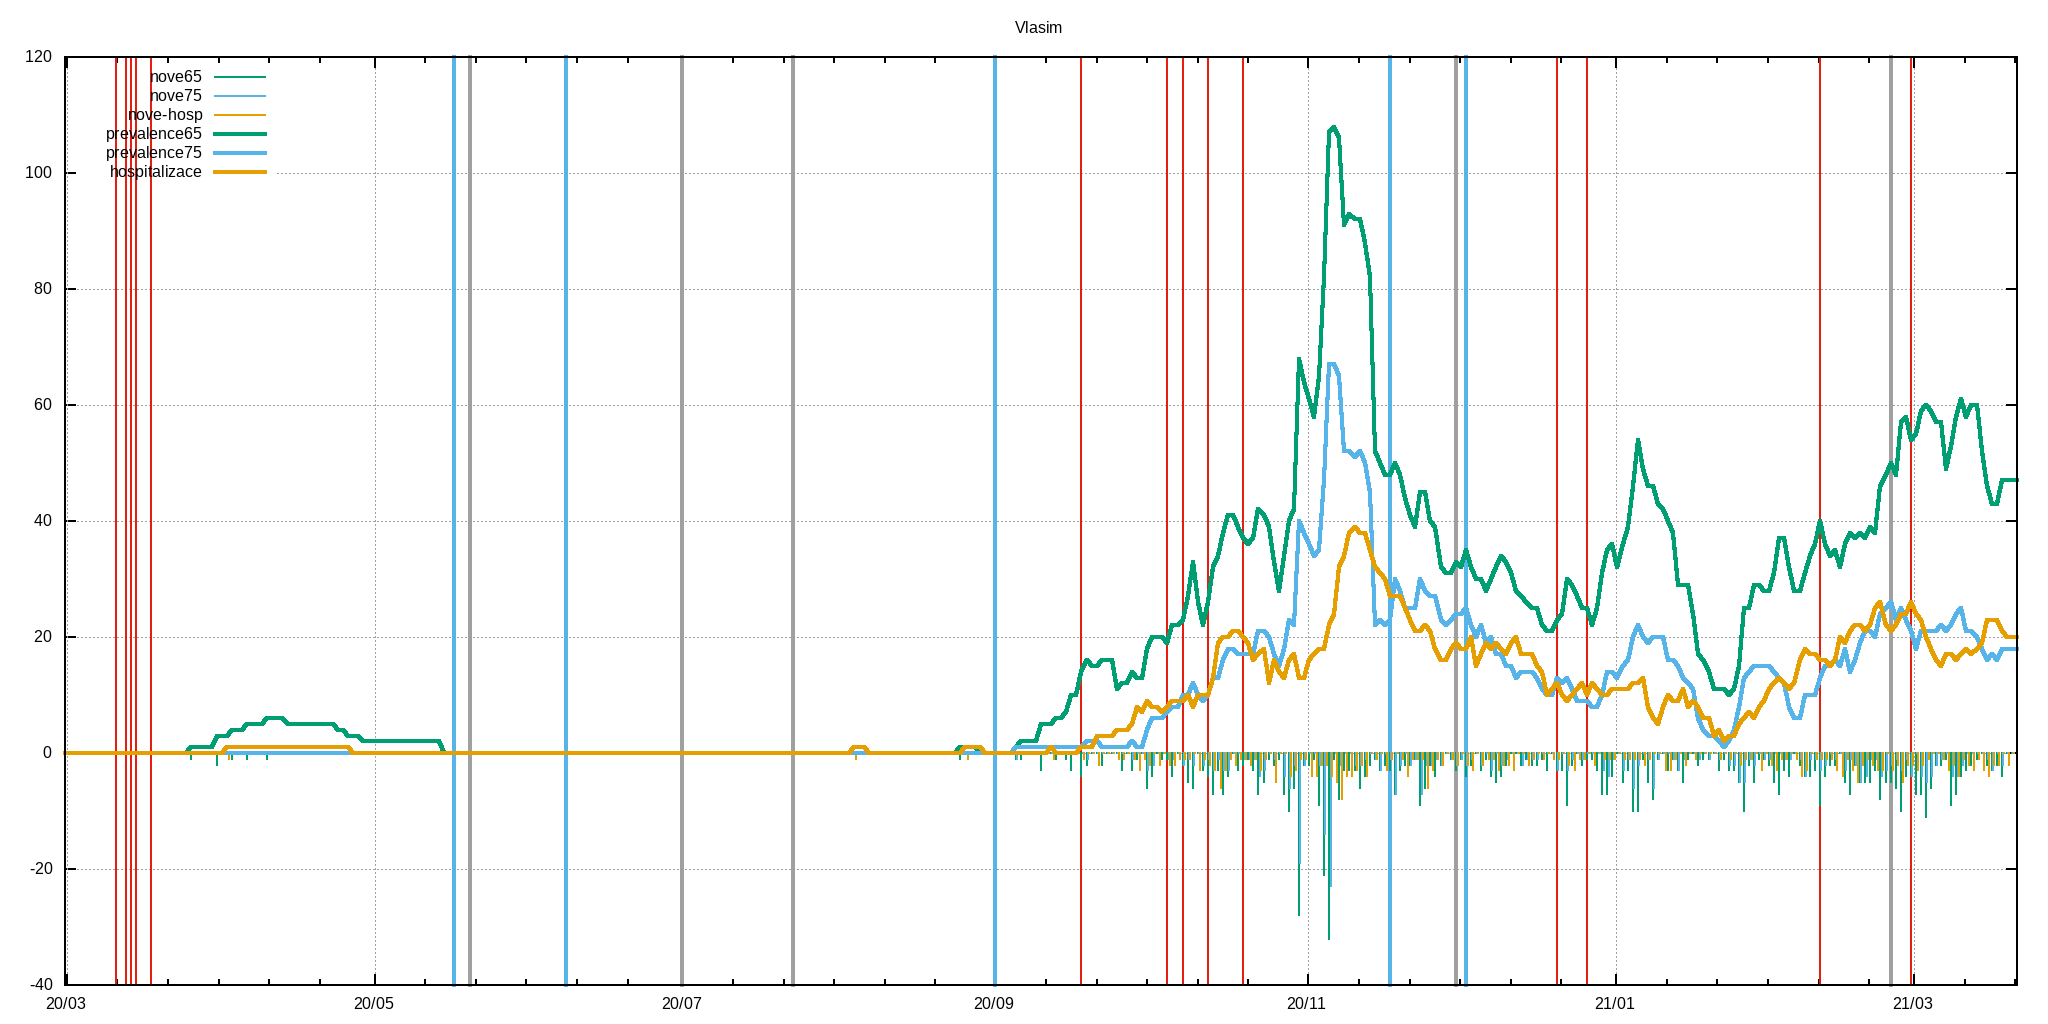 Vlasim
120
100
80
60
40
20
0
-20
-40
nove65
nove75
nove-hosp
prevalence65
prevalence75
hospitalizace
20/03 20/05 20/07 20/09 20/11 21/01 21/03